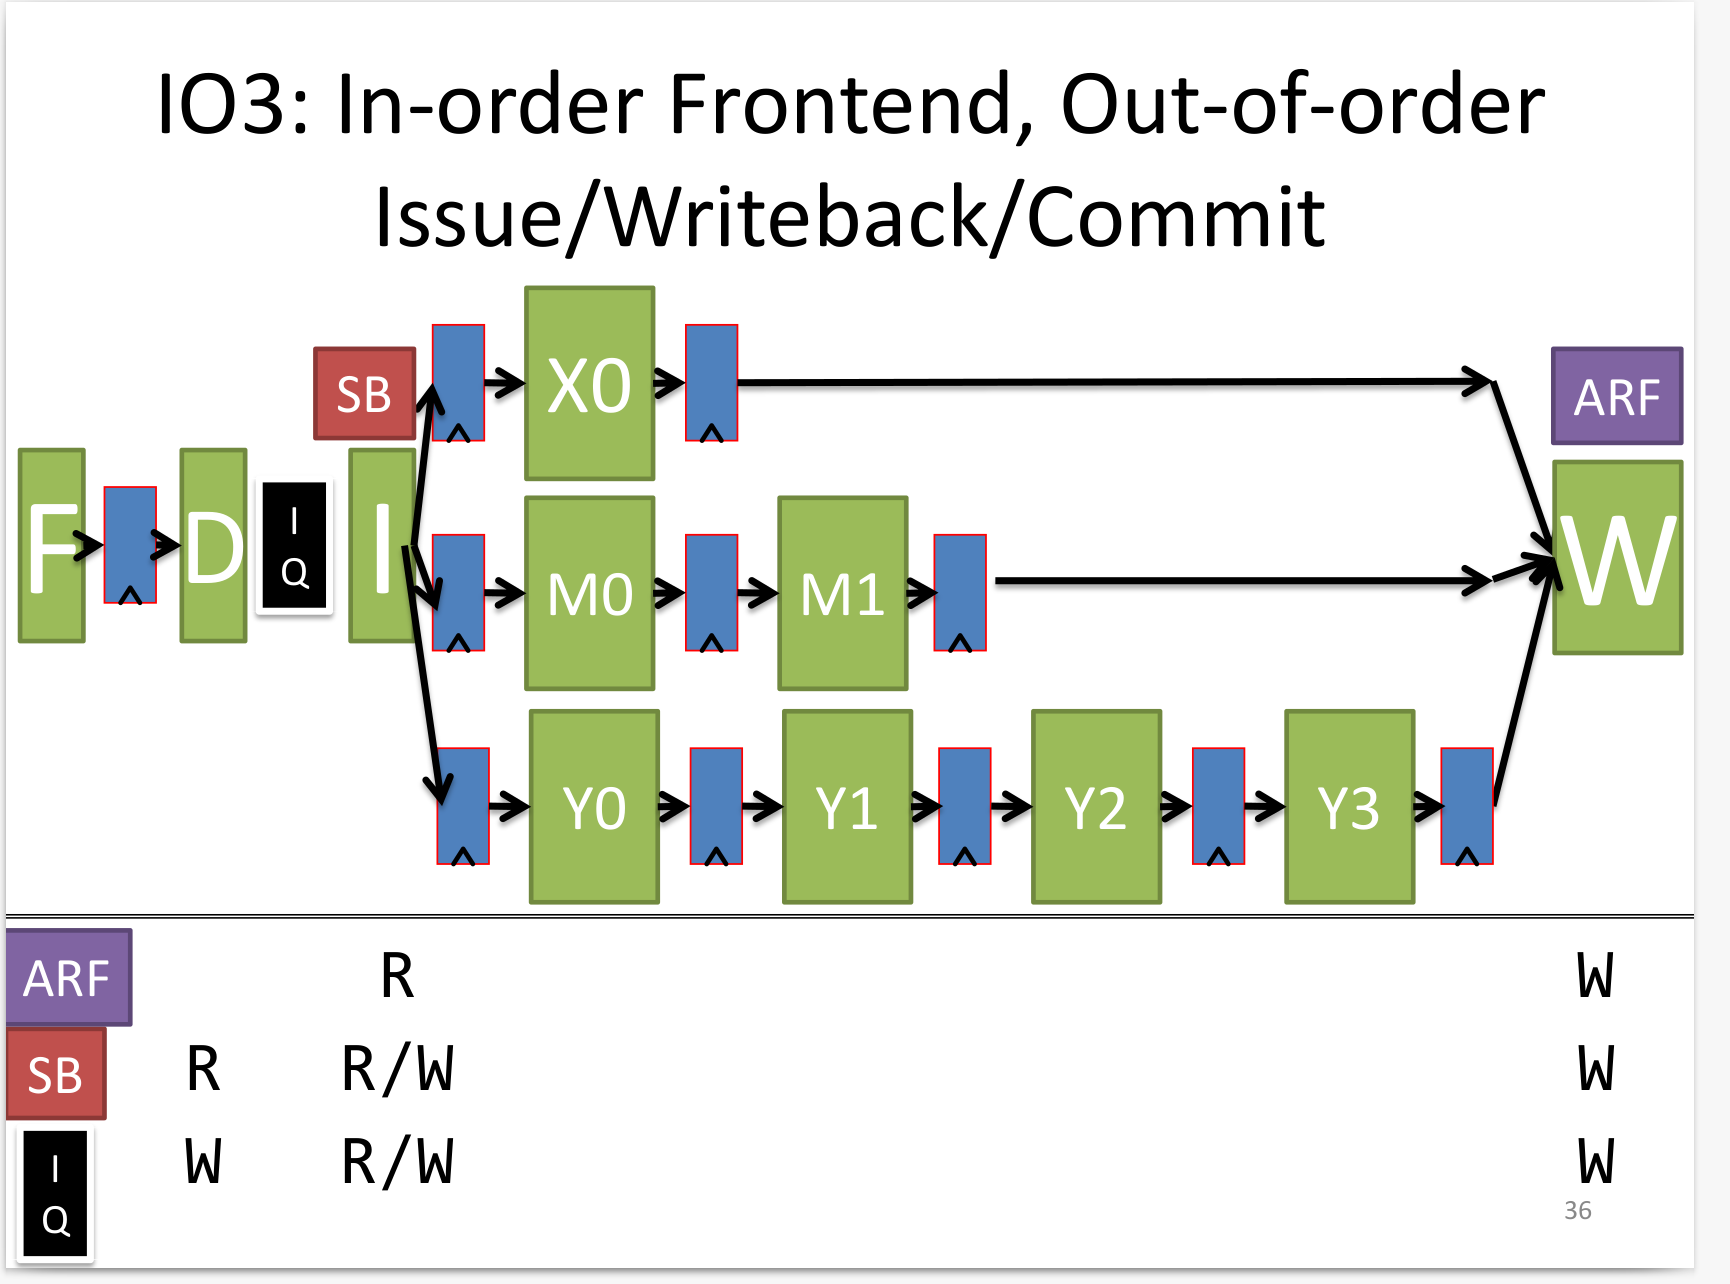 IO3: In-order Frontend, Out-of-order
Issue/Writeback/Commit
SB
X0
ARF
F
D
I
Q
I
M0
M1
W
Y0
Y1
Y2
Y3
ARF R W
SB R R/W W
I
Q
W R/W W
36